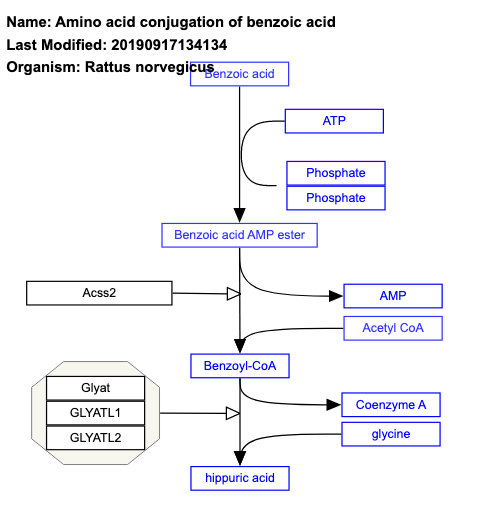 Name: Amino acid conjugation of benzoic acid
Last Modified: 20190917134134
Organism: Rattus norvegicus
Benzoic acid
ATP
Phosphate
Phosphate
Benzoic acid AMP ester
Acss2
AMP
Acetyl CoA
Benzoyl-CoA
Glyat
Coenzyme A
GLYATL1
GLYATL2
glycine
hippuric acid